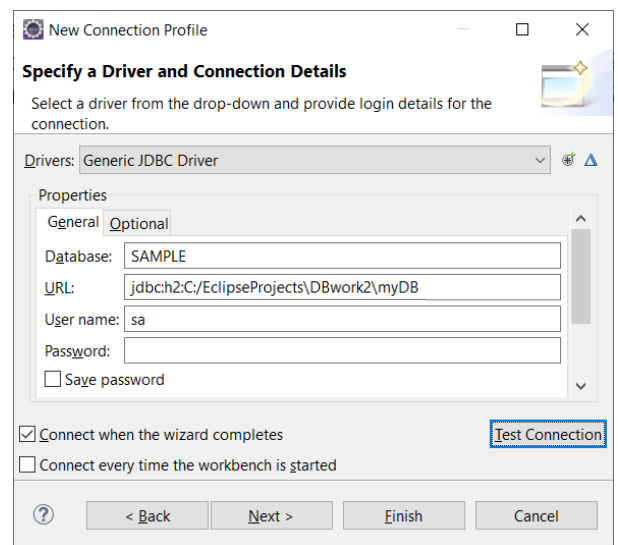 New Connection Profile
Specify a Driver and Connection Details
Select a driver from the drop-down and provide login details for the
connection.
Drivers: Generic JDBC Driver
Properties
General Optional
Database: SAMPLE
URL: jdbc:h2:C:/EclipseProjects\DBwork2\myDB
User name: sa
Password:
Save password
Connect when the wizard completes Test Connection
Connect every time the workbench is started
? < Back Next > Finish Cancel